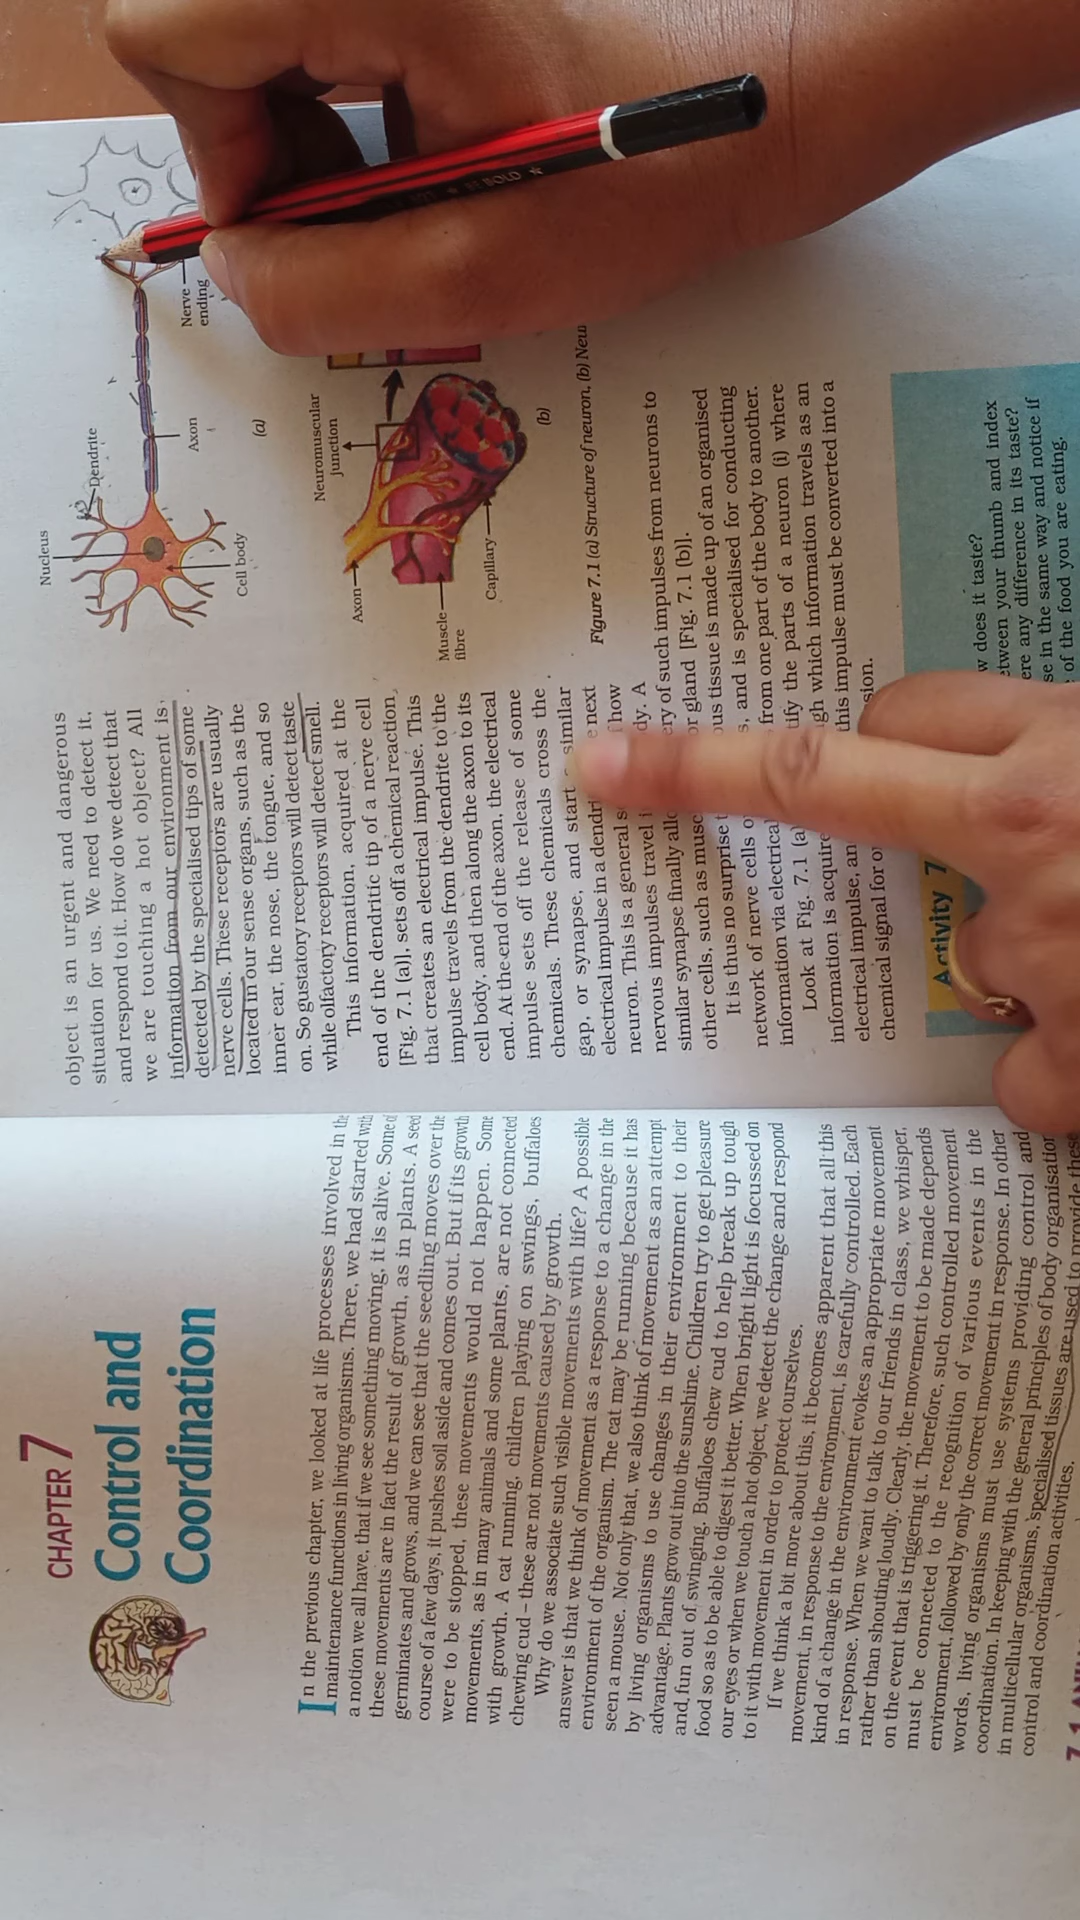 CHAPTER 7
Control and
Coordination
In the previous chapter, we looked at life processes involved in the
maintenance functions in living organisms. There, we had started with
a notion we all have, that if we see something moving, it is alive. Some of
these movements are in fact the result of growth, as in plants. A seed
germinates and grows, and we can see that the seedling moves over the
course of a few days, it pushes soil aside and comes out. But if its growth
were to be stopped, these movements would not happen. Some
movements, as in many animals and some plants, are not connected
with growth. A cat running, children playing on swings, buffaloes
chewing cud – these are not movements caused by growth.
Why do we associate such visible movements with life? A possible
answer is that we think of movement as a response to a change in the
environment of the organism. The cat may be running because it has
seen a mouse. Not only that, we also think of movement as an attempt
by living organisms to use changes in their environment to their
advantage. Plants grow out into the sunshine. Children try to get pleasure
and fun out of swinging. Buffaloes chew cud to help break up tough
food so as to be able to digest it better. When bright light is focussed on
our eyes or when we touch a hot object, we detect the change and respond
to it with movement in order to protect ourselves.
If we think a bit more about this, it becomes apparent that all this
movement, in response to the environment, is carefully controlled. Each
kind of a change in the environment evokes an appropriate movement
in response. When we want to talk to our friends in class, we whisper,
rather than shouting loudly. Clearly, the movement to be made depends
on the event that is triggering it. Therefore, such controlled movement
must be connected to the recognition of various events in the
environment, followed by only the correct movement in response. In other
words, living organisms must use systems providing control and
coordination. In keeping with the general principles of body organisation
in multicellular organisms, specialised tissues are used to provide these
control and coordination activities.
object is an urgent and dangerous
situation for us. We need to detect it,
and respond to it. How do we detect that
we are touching a hot object? All
information from our environment is
detected by the specialised tips of some
nerve cells. These receptors are usually
located in our sense organs, such as the
inner ear, the nose, the tongue, and so
on. So gustatory receptors will detect taste
while olfactory receptors will detect smell.
This information, acquired at the
end of the dendritic tip of a nerve cell
[Fig. 7.1 (a)], sets off a chemical reaction
that creates an electrical impulse. This
impulse travels from the dendrite to the
cell body, and then along the axon to its
end. At the end of the axon, the electrical
impulse sets off the release of some
chemicals. These chemicals cross the
gap, or synapse, and start similar
electrical impulse in a dendri e next
neuron. This is a general s f how
nervous impulses travel i dy. A
similar synapse finally allo ery of such impulses from neurons to
other cells, such as musc or gland [Fig. 7.1 (b)].
It is thus no surprise t us tissue is made up of an organised
network of nerve cells o s, and is specialised for conducting
information via electrical from one part of the body to another.
Look at Fig. 7.1 (a) tify the parts of a neuron (i) where
information is acquire gh which information travels as an
electrical impulse, an this impulse must be converted into a
chemical signal for o sion.
Nucleus
Dendrite
Cell body
Axon
Nerve
ending
(a)
Neuromuscular
junction
Axon
Muscle
fibre
Capillary
(b)
Figure 7.1 (a) Structure of neuron, (b) Neu
Activity 7
w does it taste?
etween your thumb and index
ere any difference in its taste?
se in the same way and notice if
of the food you are eating.
BE BOLD